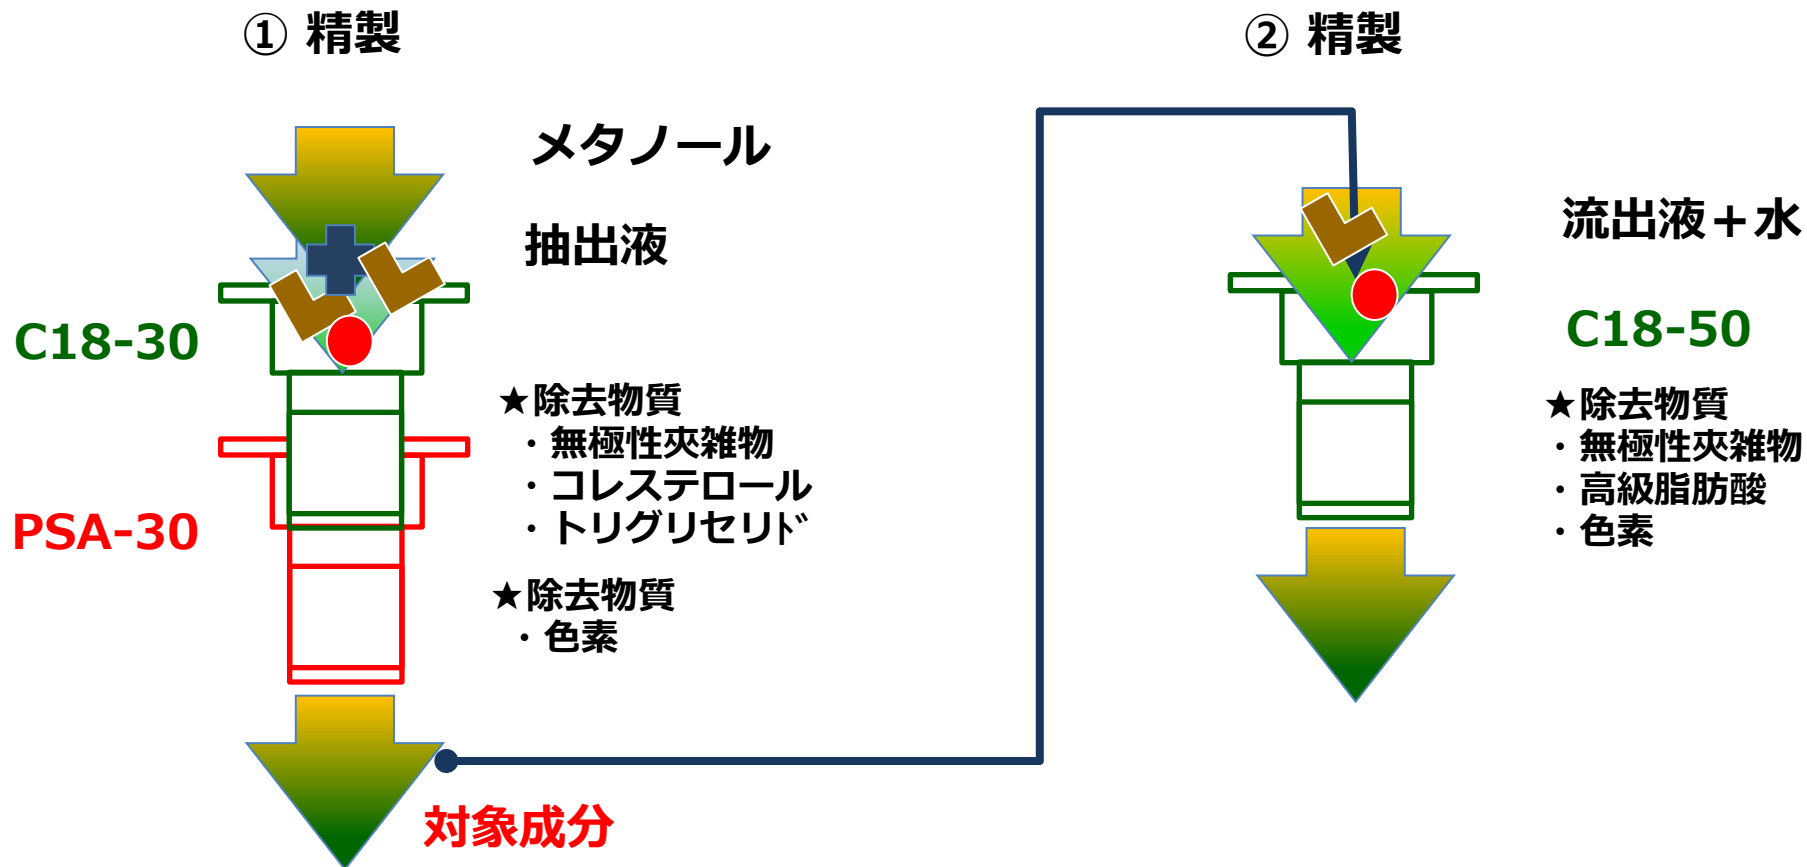 ① 精製
メタノール
抽出液
C18-30
★除去物質
・無極性夾雑物
・コレステロール
・トリグリセリド
PSA-30
★除去物質
・色素
対象成分
② 精製
流出液＋水
C18-50
★除去物質
・無極性夾雑物
・高級脂肪酸
・色素